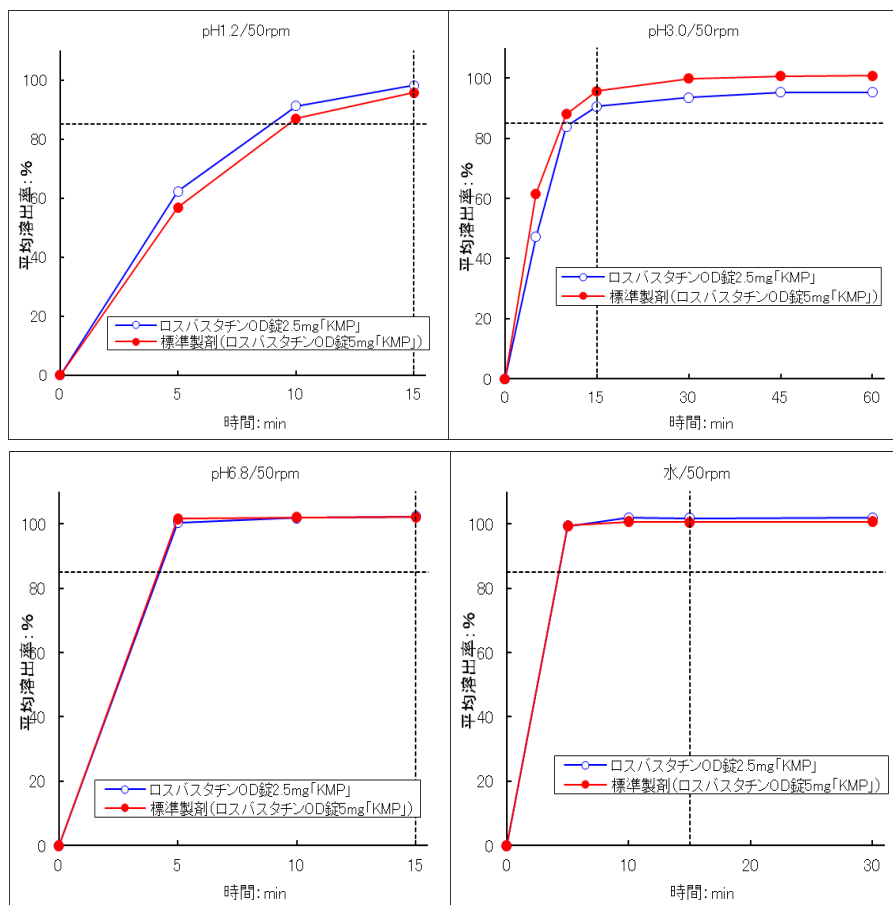 pH1.2/50rpm
平均溶出率：%
100
80
60
40
20
0
ロスバスタチンOD錠2.5mg「KMP」
標準製剤(ロスバスタチンOD錠5mg「KMP」)
0 5 10 15
時間：min
pH3.0/50rpm
平均溶出率：%
100
80
60
40
20
0
ロスバスタチンOD錠2.5mg「KMP」
標準製剤(ロスバスタチンOD錠5mg「KMP」)
0 15 30 45 60
時間：min
pH6.8/50rpm
平均溶出率：%
100
80
60
40
20
0
ロスバスタチンOD錠2.5mg「KMP」
標準製剤(ロスバスタチンOD錠5mg「KMP」)
0 5 10 15
時間：min
水/50rpm
平均溶出率：%
100
80
60
40
20
0
ロスバスタチンOD錠2.5mg「KMP」
標準製剤(ロスバスタチンOD錠5mg「KMP」)
0 10 20 30
時間：min